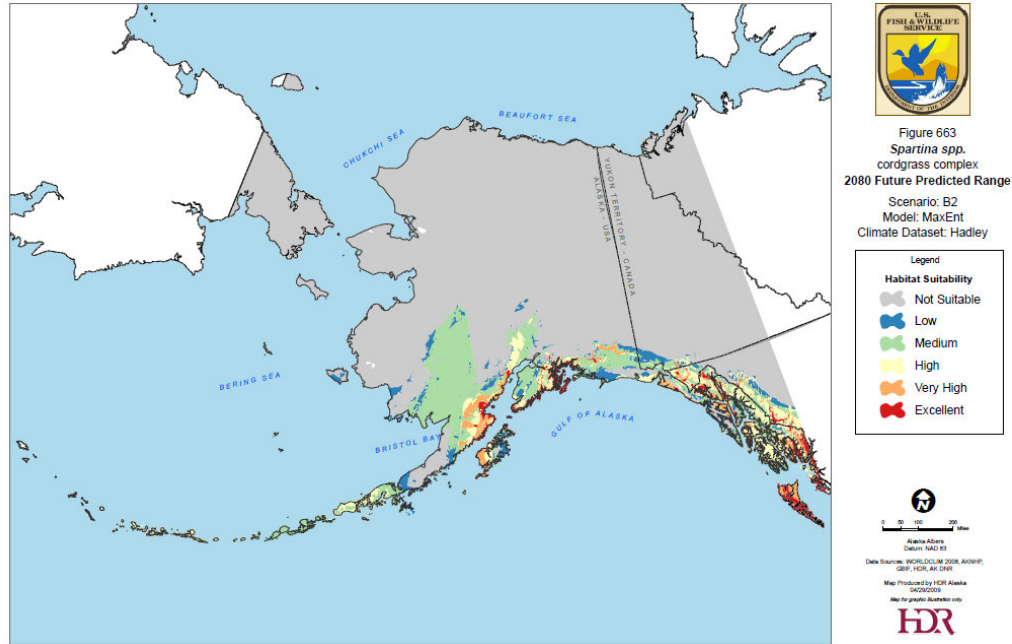 BEAUFORT SEA
CHUKCHI SEA
YUKON TERRITORY - CANADA
ALASKA - USA
BERING SEA
BRISTOL BAY
GULF OF ALASKA
U.S.
FISH & WILDLIFE
SERVICE
DEPARTMENT OF THE INTERIOR
Figure 663
Spartina spp.
cordgrass complex
2080 Future Predicted Range
Scenario: B2
Model: MaxEnt
Climate Dataset: Hadley
Legend
Habitat Suitability
Not Suitable
Low
Medium
High
Very High
Excellent
N
0 50 100 200
Miles
Alaska Albers
Datum: NAD 83
Data Sources: WORLDCLIM 2008, AKNHP,
GBIF, HDR, AK DNR
Map Produced by HDR Alaska
04/29/2009
Map for graphic illustration only.
HDR